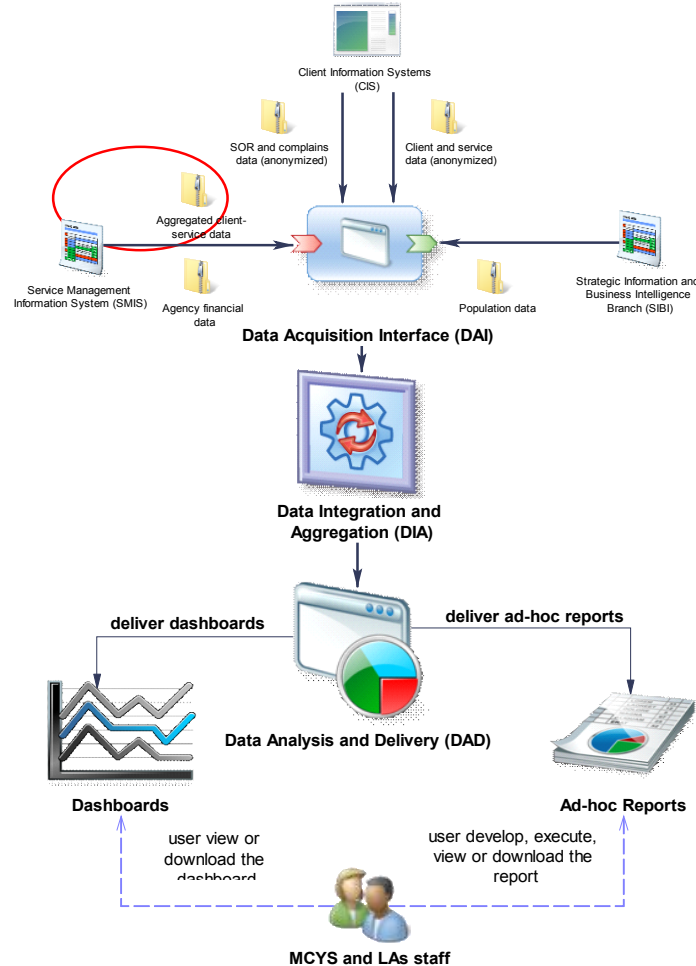 Client Information Systems
(CIS)
SOR and complains
data (anonymized)
Client and service
data (anonymized)
Aggregated client-
service data
Service Management
Information System (SMIS)
Agency financial
data
Population data
Strategic Information and
Business Intelligence
Branch (SIBI)
Data Acquisition Interface (DAI)
Data Integration and
Aggregation (DIA)
deliver dashboards
deliver ad-hoc reports
Data Analysis and Delivery (DAD)
Dashboards
Ad-hoc Reports
user view or
download the
dashboard
user develop, execute,
view or download the
report
MCYS and LAs staff